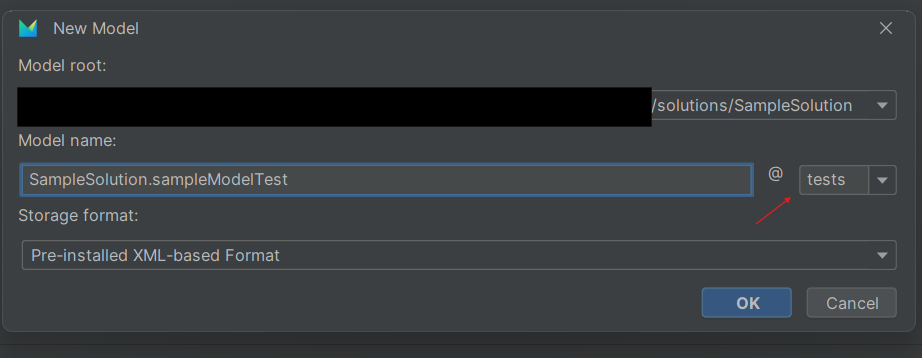 New Model
Model root:
/solutions/SampleSolution
Model name:
SampleSolution.sampleModelTest @ tests
Storage format:
Pre-installed XML-based Format
OK Cancel